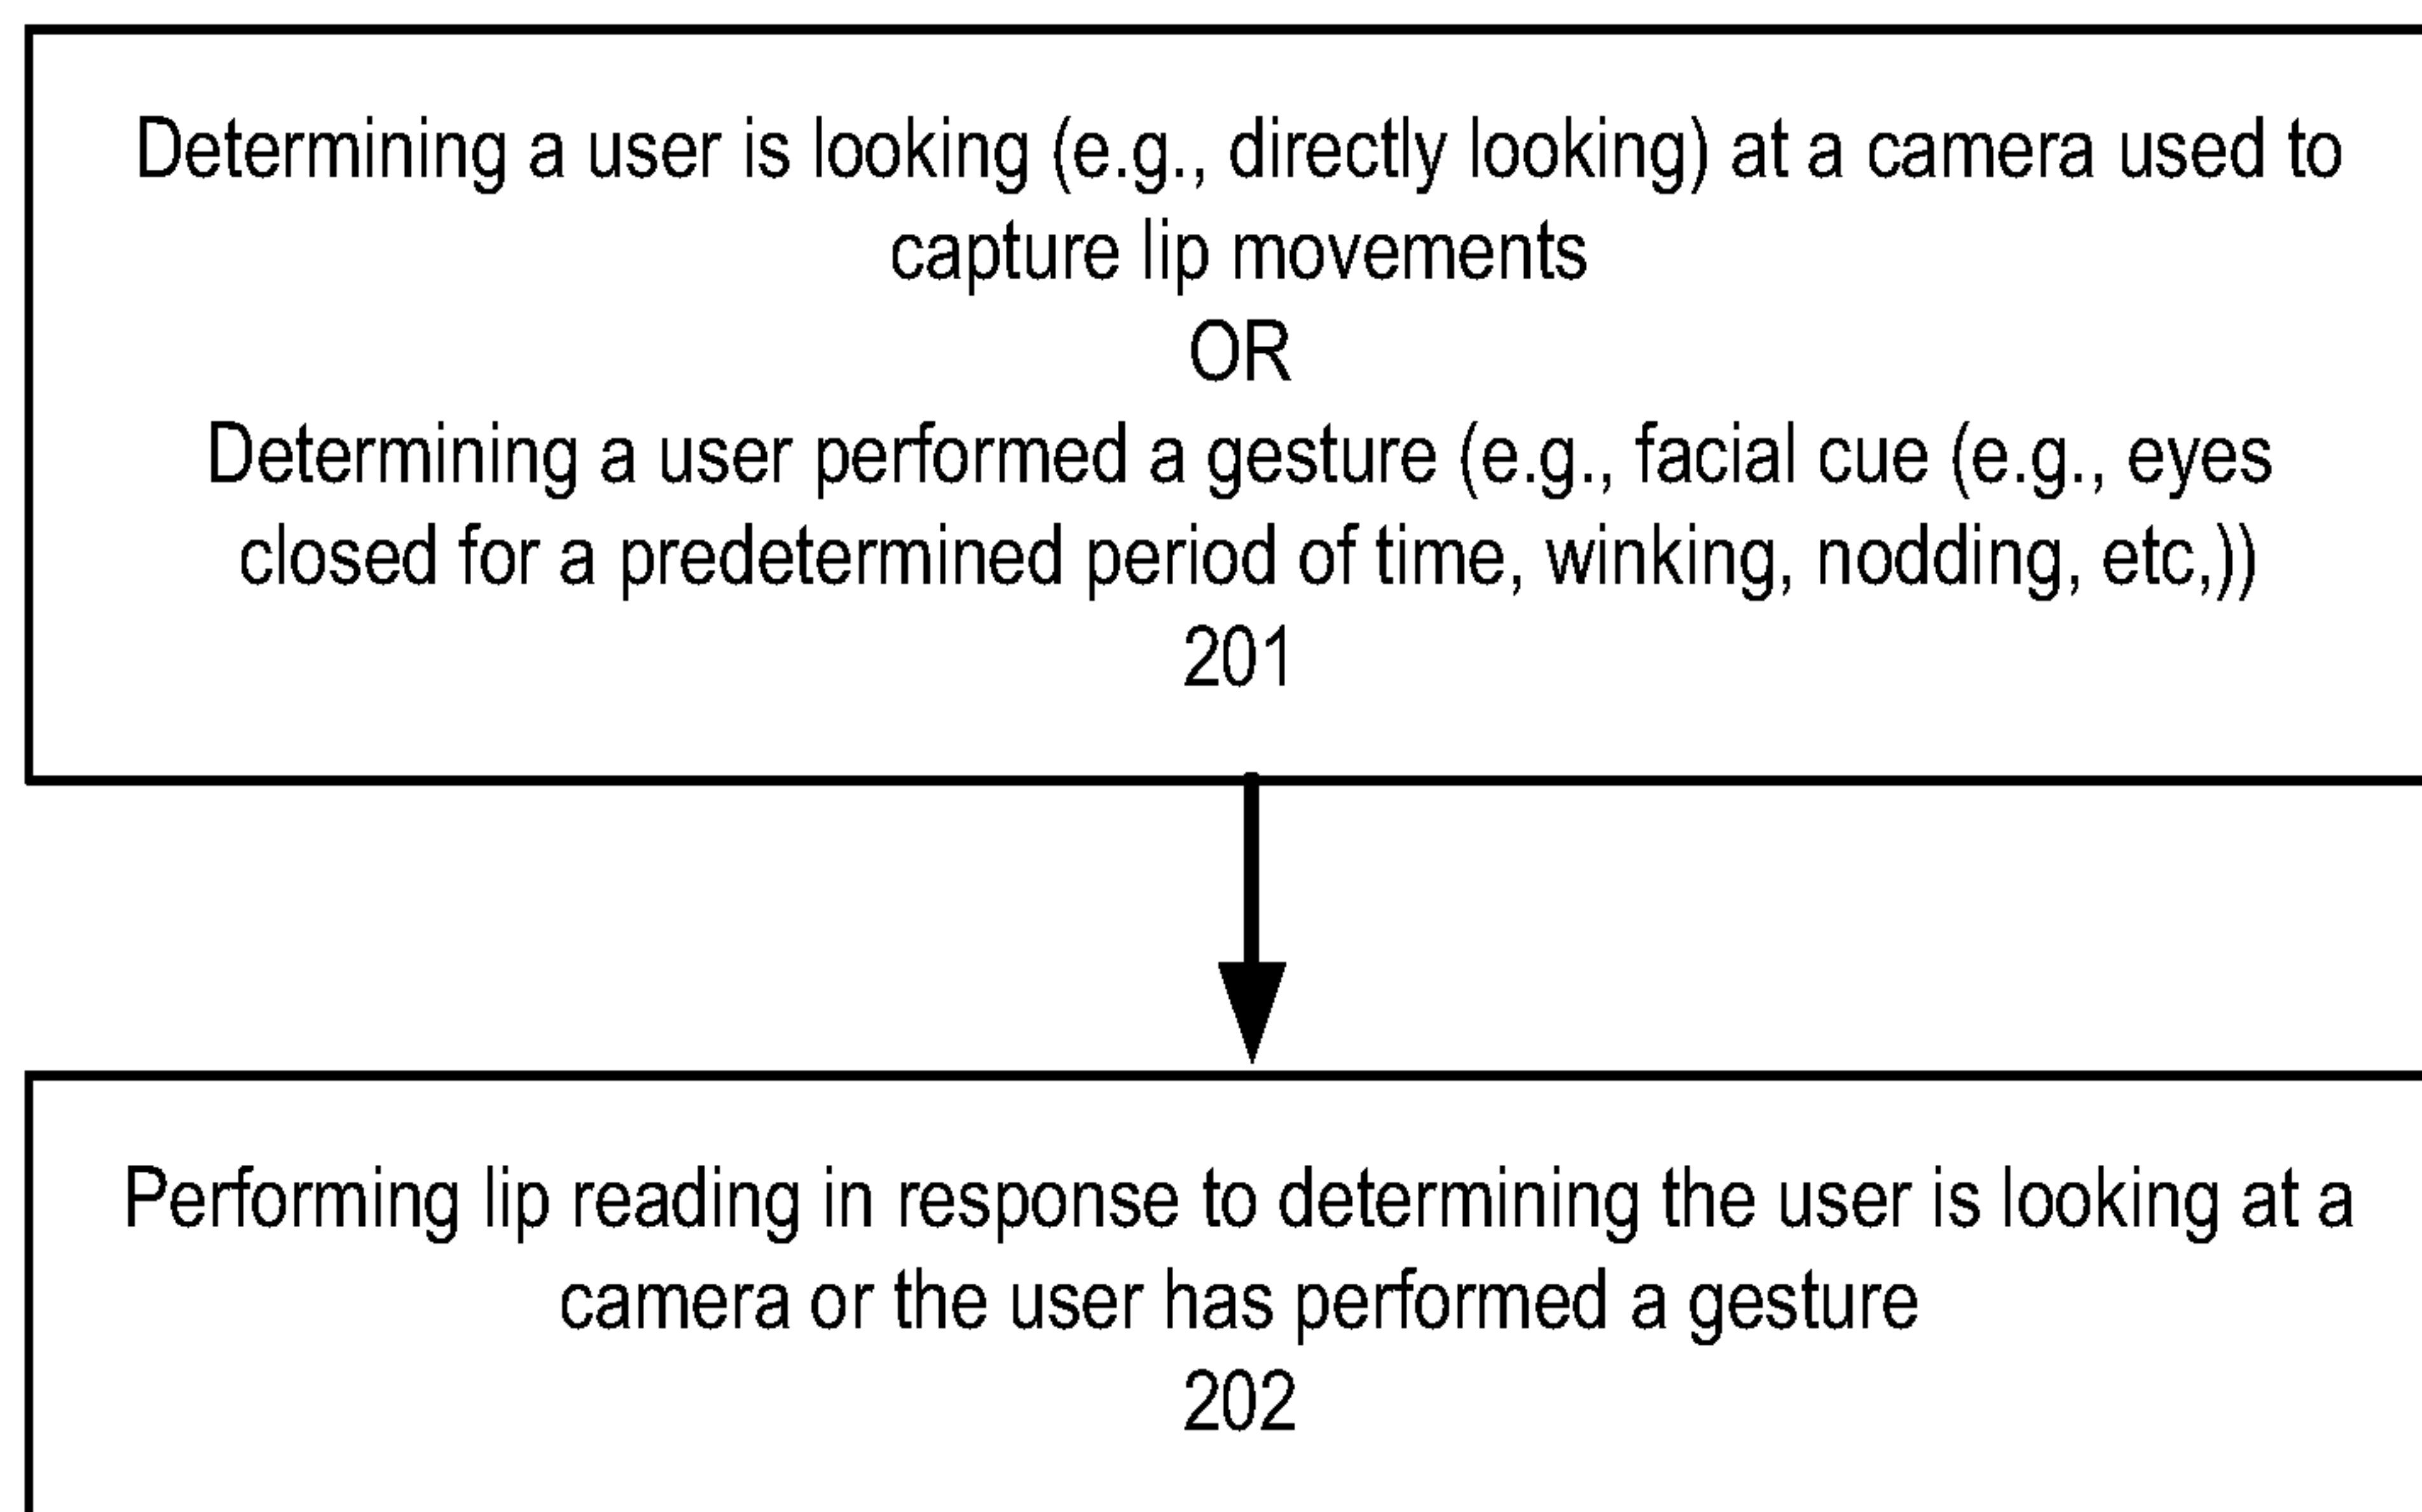 Determining a user is looking (e.g., directly looking) at a camera used to
capture lip movements
OR
Determining a user performed a gesture (e.g., facial cue (e.g., eyes
closed for a predetermined period of time, winking, nodding, etc,))
201
Performing lip reading in response to determining the user is looking at a
camera or the user has performed a gesture
202